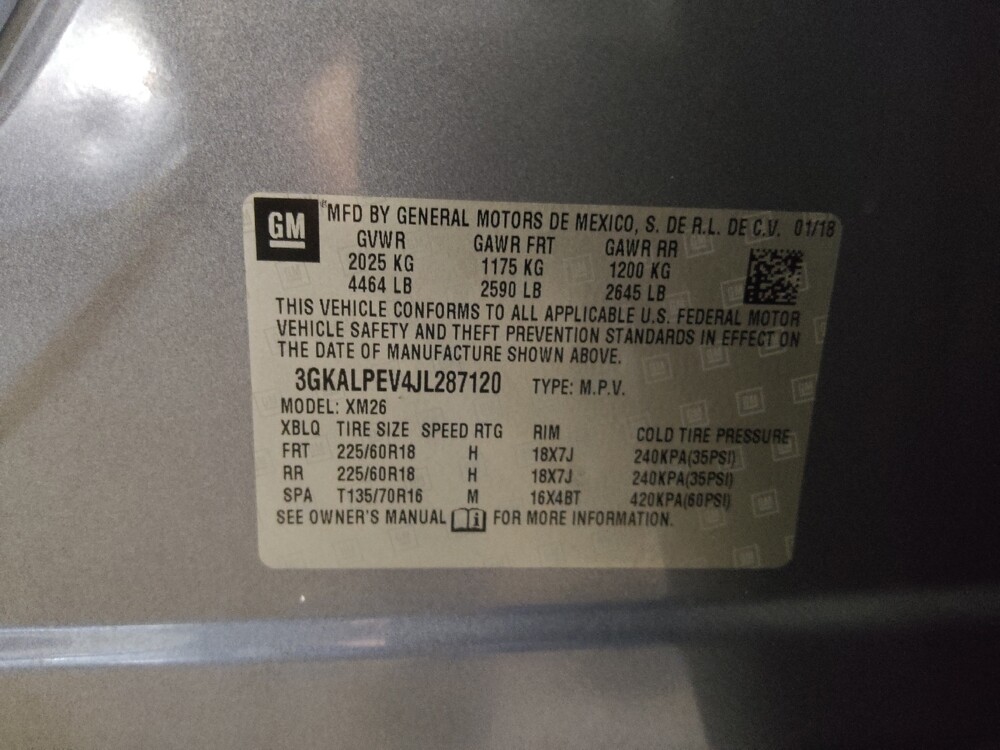 GM ® MFD BY GENERAL MOTORS DE MEXICO, S. DE R.L. DE C.V. 01/18
GVWR GAWR FRT GAWR RR
2025 KG 1175 KG 1200 KG
4464 LB 2590 LB 2645 LB
THIS VEHICLE CONFORMS TO ALL APPLICABLE U.S. FEDERAL MOTOR
VEHICLE SAFETY AND THEFT PREVENTION STANDARDS IN EFFECT ON
THE DATE OF MANUFACTURE SHOWN ABOVE.
3GKALPEV4JL287120 TYPE: M.P.V.
MODEL: XM26
XBLQ TIRE SIZE SPEED RTG RIM COLD TIRE PRESSURE
FRT 225/60R18 H 18X7J 240KPA(35PSI)
RR 225/60R18 H 18X7J 240KPA(35PSI)
SPA T135/70R16 M 16X4BT 420KPA(60PSI)
SEE OWNER'S MANUAL i FOR MORE INFORMATION.